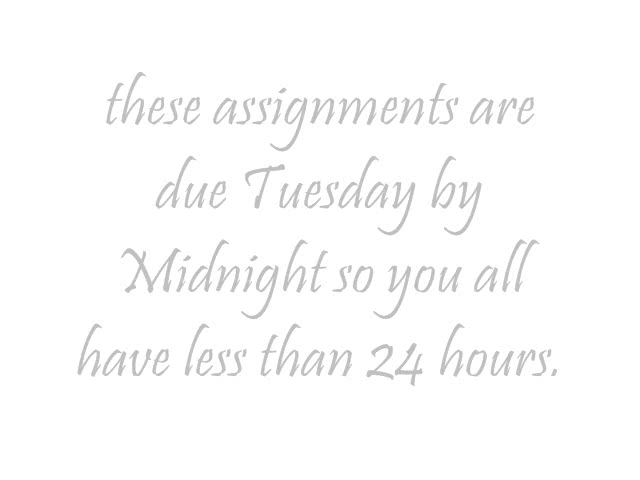 these assignments are
due Tuesday by
Midnight so you all
have less than 24 hours.